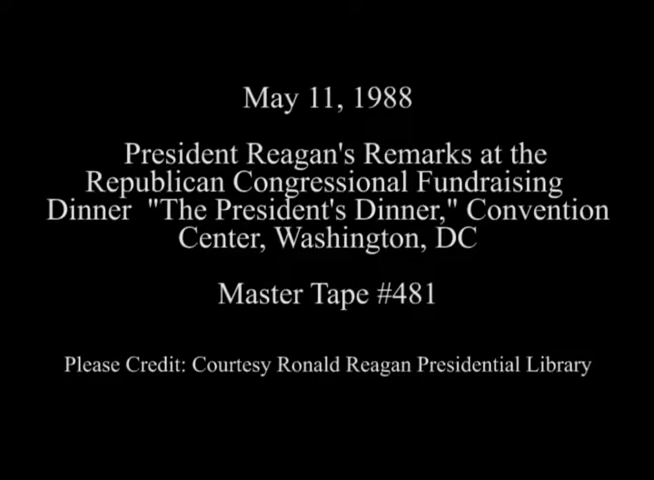 May 11, 1988
President Reagan's Remarks at the
Republican Congressional Fundraising
Dinner "The President's Dinner," Convention
Center, Washington, DC
Master Tape #481
Please Credit: Courtesy Ronald Reagan Presidential Library